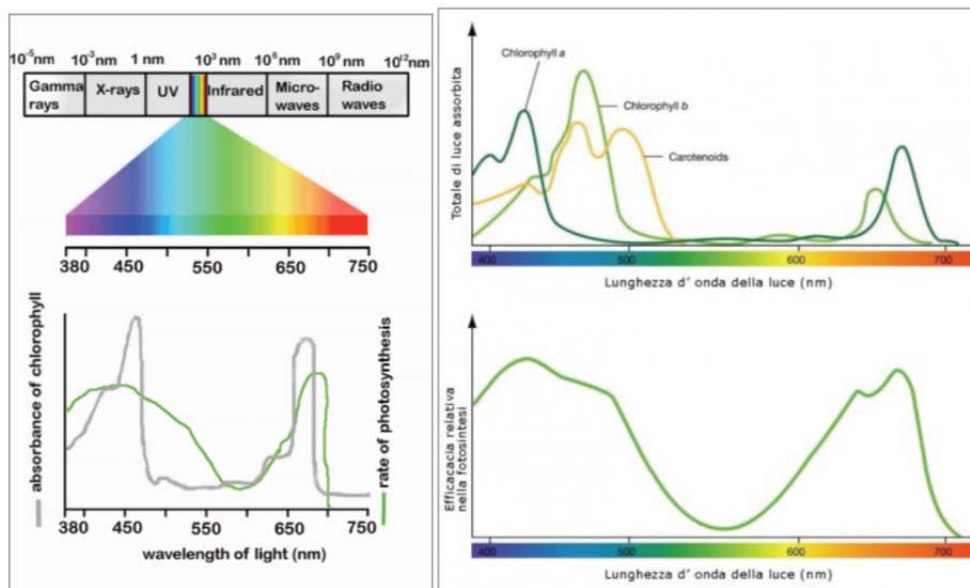 10⁻⁵nm 10⁻³nm 1 nm 10³nm 10⁶nm 10⁹nm 10¹²nm
Gamma rays X-rays UV Infrared Micro-waves Radio waves
380 450 550 650 750
absorbance of chlorophyll
rate of photosynthesis
380 450 550 650 750
wavelength of light (nm)
Totale di luce assorbita
Chlorophyll a
Chlorophyll b
Carotenoids
400 500 600 700
Lunghezza d' onda della luce (nm)
Efficacacia relativa
nella fotosintesi
400 500 600 700
Lunghezza d' onda della luce (nm)